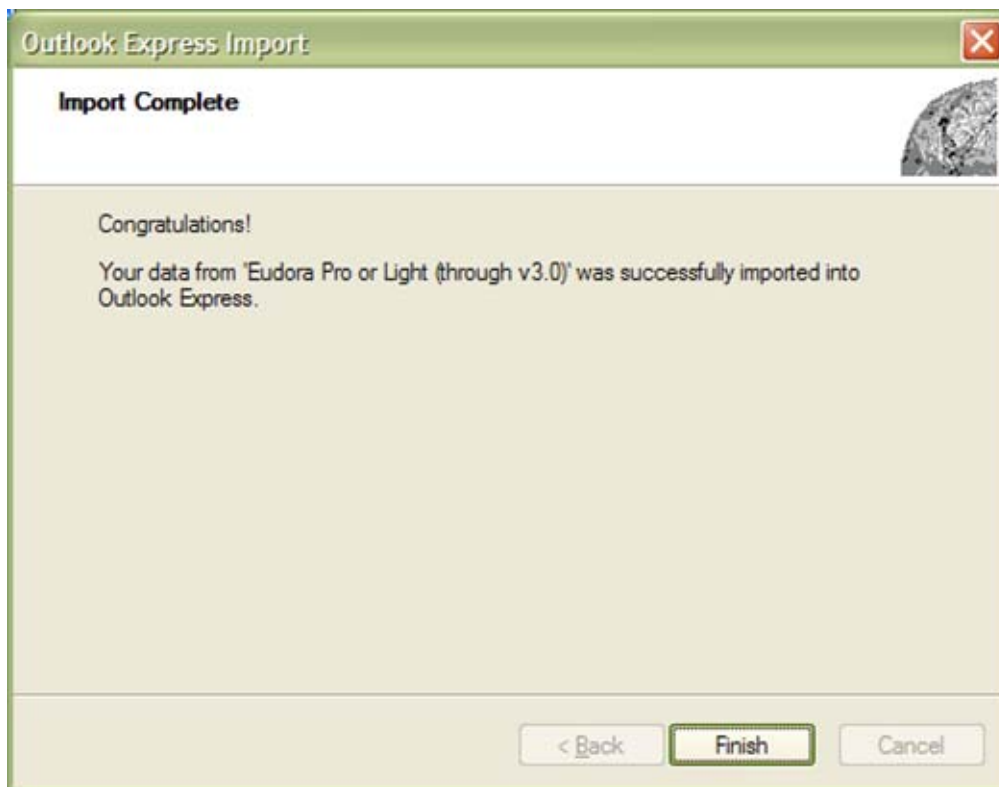 Outlook Express Import
Import Complete
Congratulations!
Your data from 'Eudora Pro or Light (through v3.0)' was successfully imported into
Outlook Express.
< Back Finish Cancel